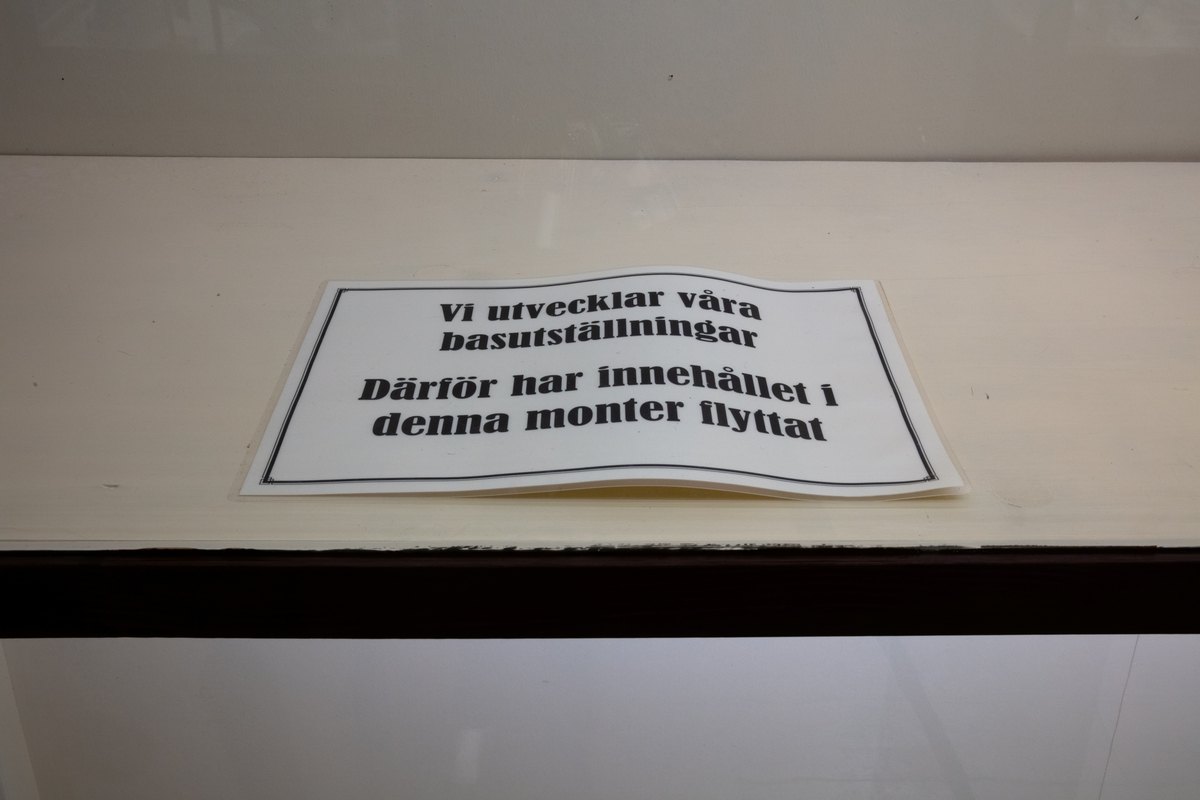 Vi utvecklar våra
basutställningar
Därför har innehållet i
denna monter flyttat